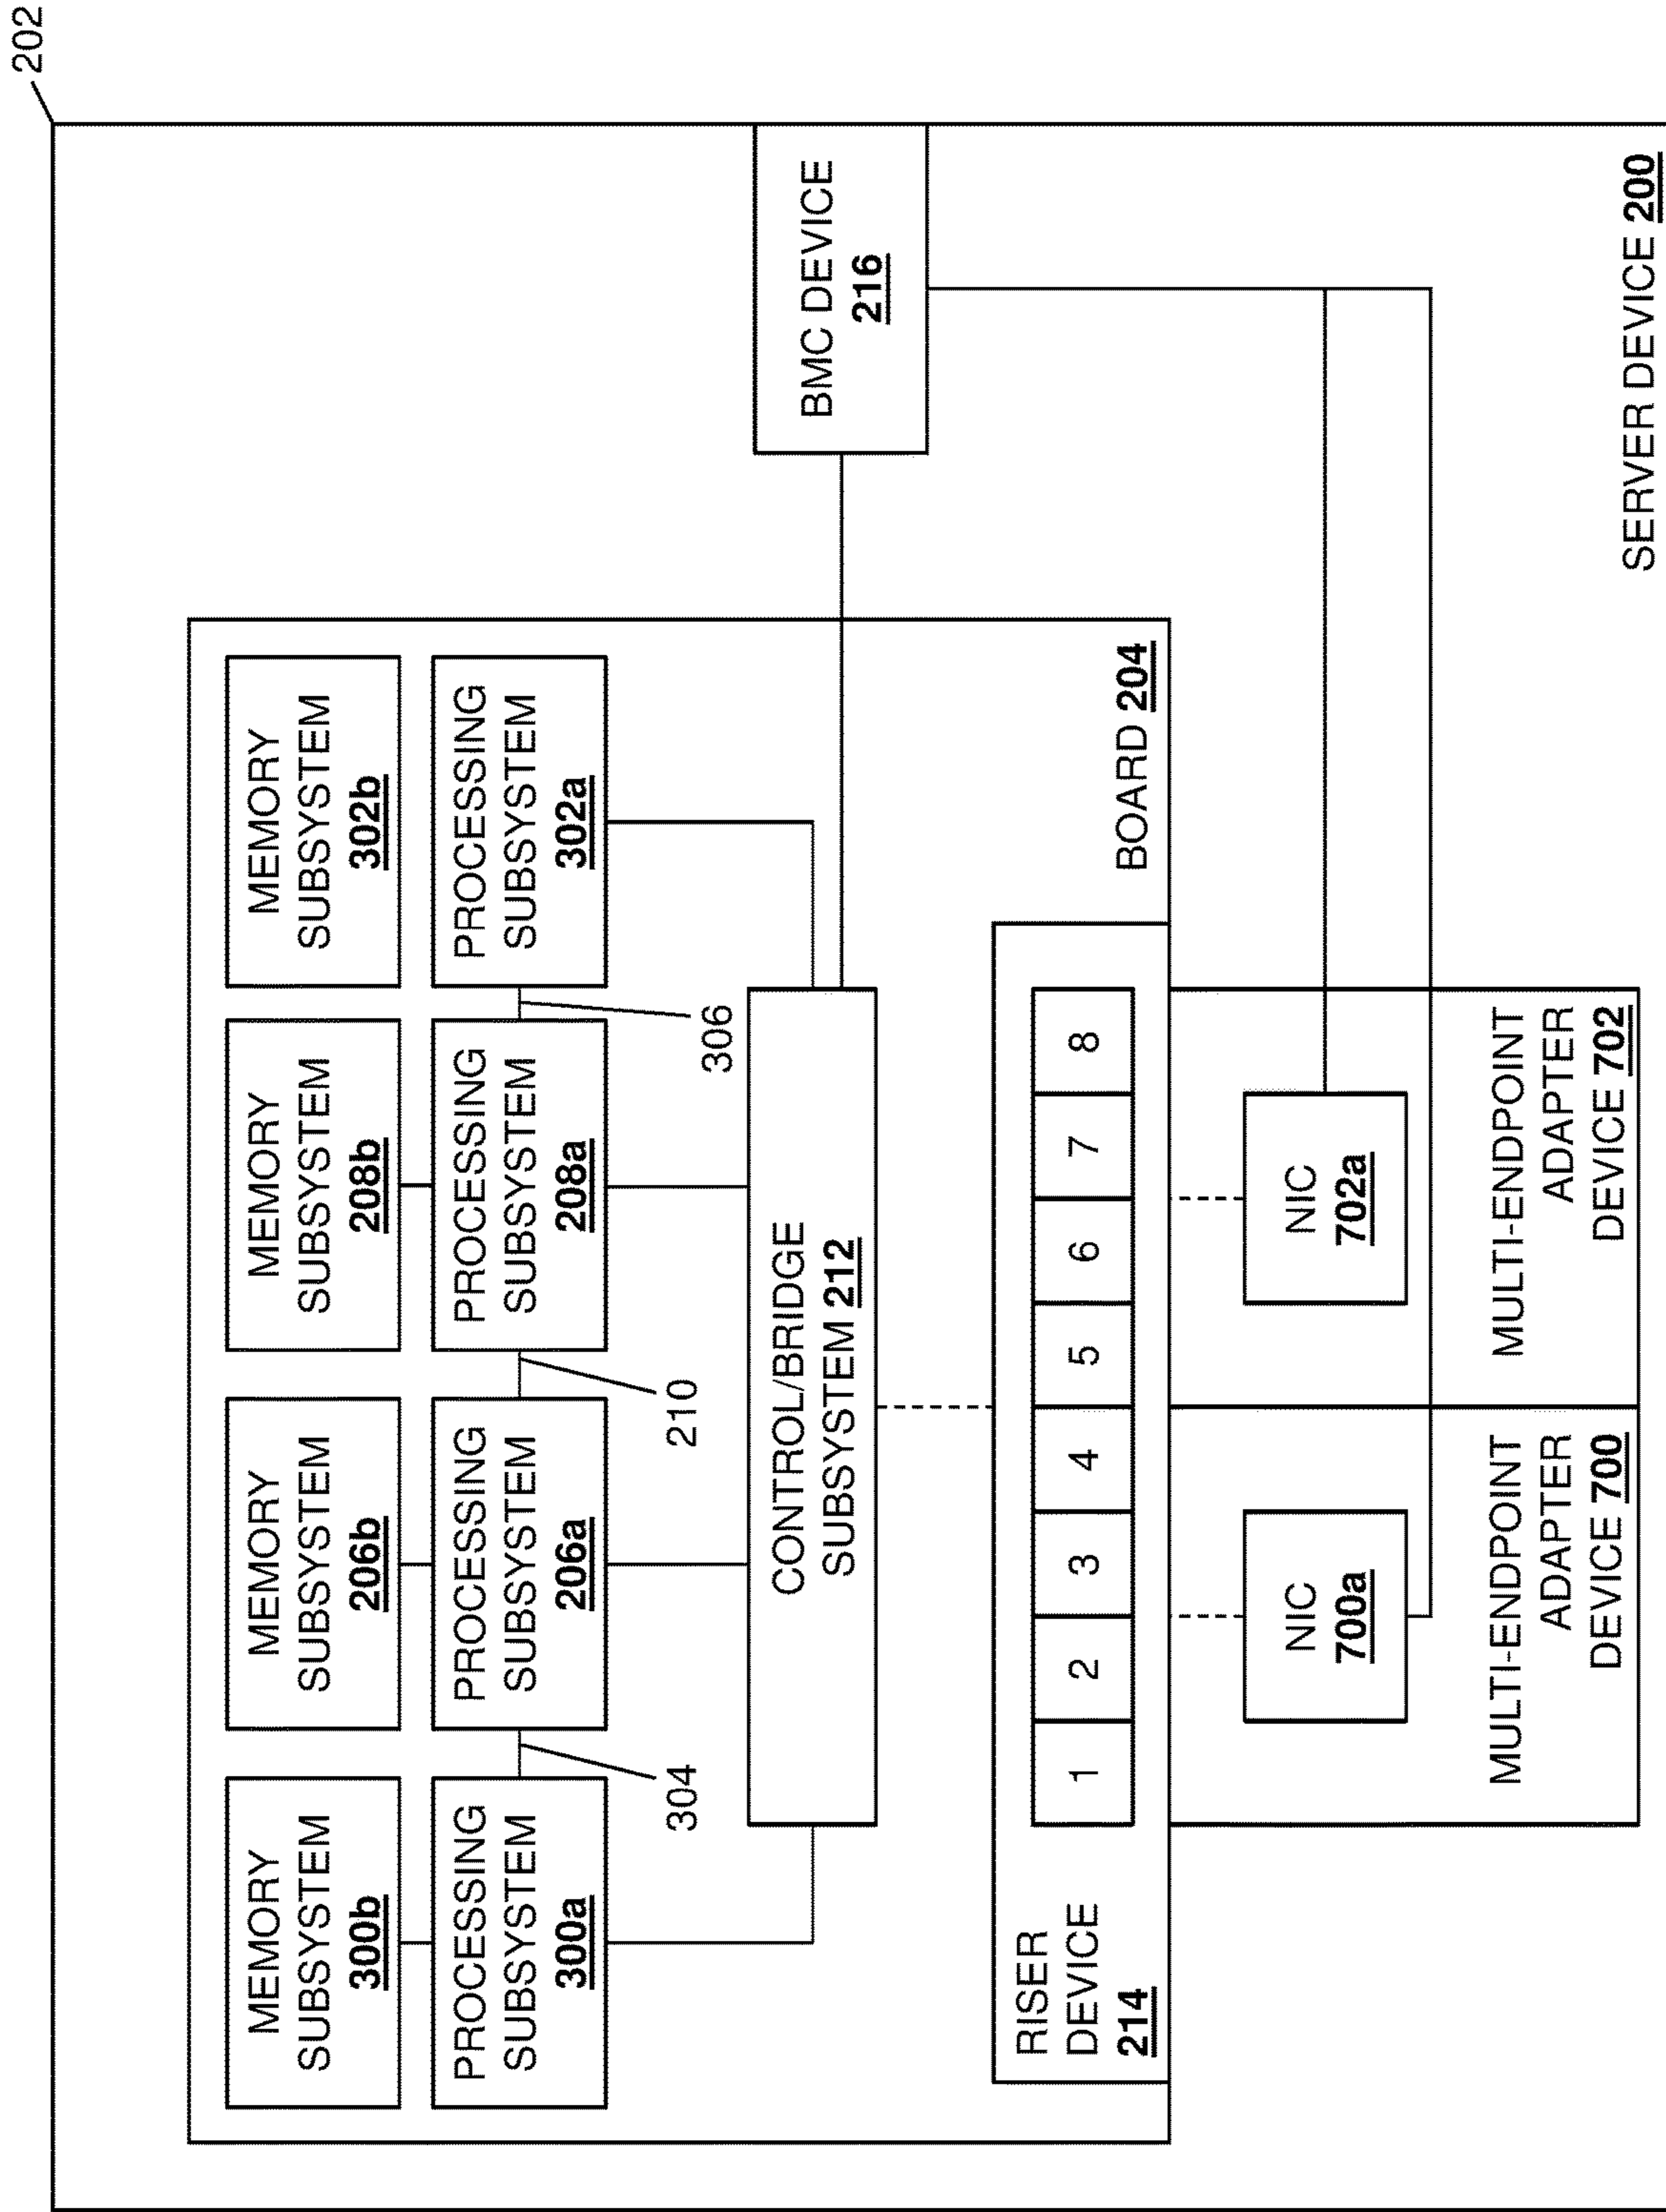 202
MEMORY
SUBSYSTEM
300b
MEMORY
SUBSYSTEM
206b
MEMORY
SUBSYSTEM
208b
MEMORY
SUBSYSTEM
302b
PROCESSING
SUBSYSTEM
300a
PROCESSING
SUBSYSTEM
206a
PROCESSING
SUBSYSTEM
208a
PROCESSING
SUBSYSTEM
302a
304
210
306
CONTROL/BRIDGE
SUBSYSTEM 212
BMC DEVICE
216
RISER
DEVICE
214
1 2 3 4 5 6 7 8
BOARD 204
NIC
700a
NIC
702a
MULTI-ENDPOINT
ADAPTER
DEVICE 700
MULTI-ENDPOINT
ADAPTER
DEVICE 702
SERVER DEVICE 200